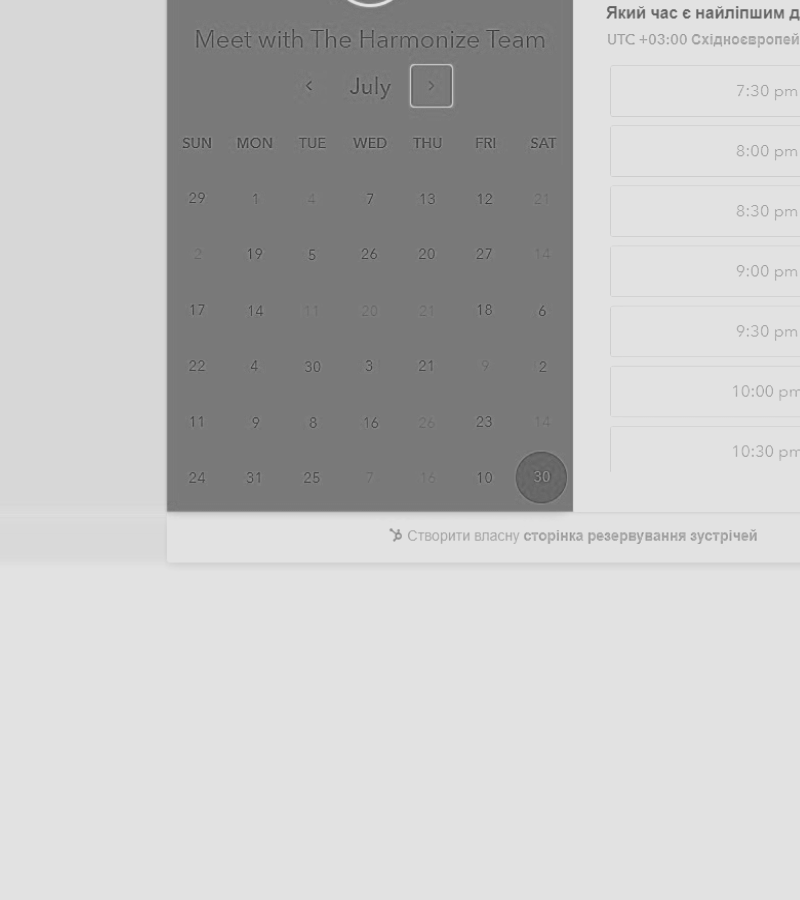 Meet with The Harmonize Team
July
SUN MON TUE WED THU FRI SAT
29 1 4 7 13 12 21
2 19 5 26 20 27 14
17 14 11 20 21 18 6
22 4 30 3 21 9 2
11 9 8 16 26 23 14
24 31 25 7 16 10 30
Який час є найліпшим д
UTC +03:00 Східноєвропей
7:30 pm
8:00 pm
8:30 pm
9:00 pm
9:30 pm
10:00 pm
10:30 pm
Створити власну сторінка резервування зустрічей